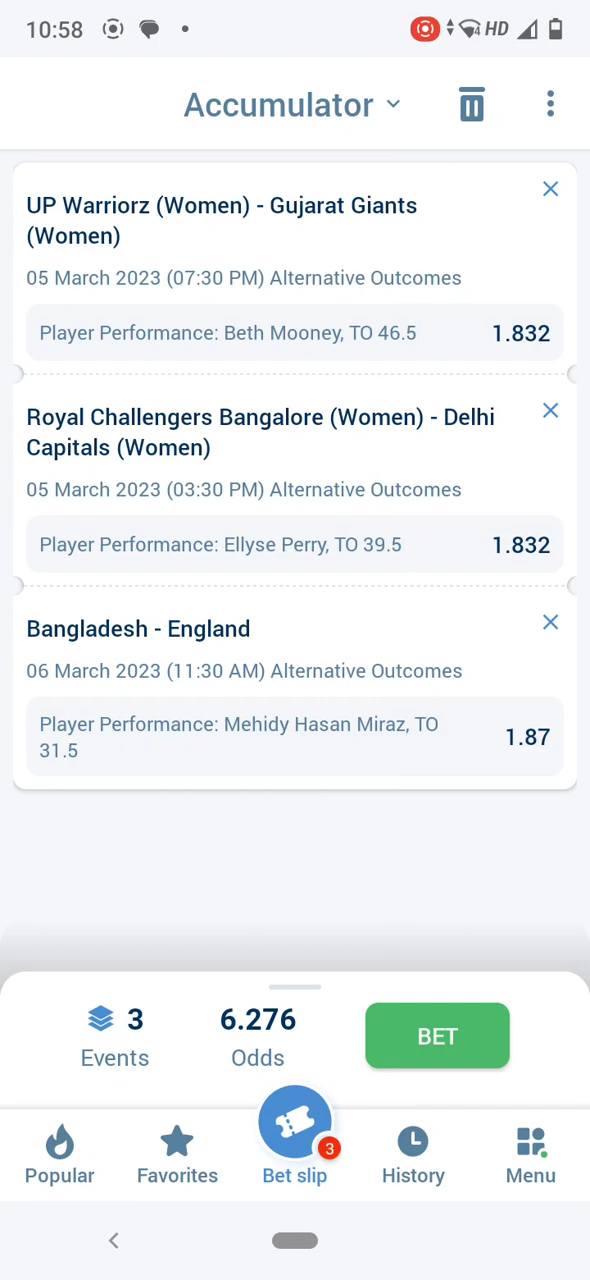 10:58
HD
Accumulator
UP Warriorz (Women) - Gujarat Giants
(Women)
05 March 2023 (07:30 PM) Alternative Outcomes
Player Performance: Beth Mooney, TO 46.5 1.832
Royal Challengers Bangalore (Women) - Delhi
Capitals (Women)
05 March 2023 (03:30 PM) Alternative Outcomes
Player Performance: Ellyse Perry, TO 39.5 1.832
Bangladesh - England
06 March 2023 (11:30 AM) Alternative Outcomes
Player Performance: Mehidy Hasan Miraz, TO
31.5
1.87
3 6.276
Events Odds
BET
3
Popular Favorites Bet slip History Menu